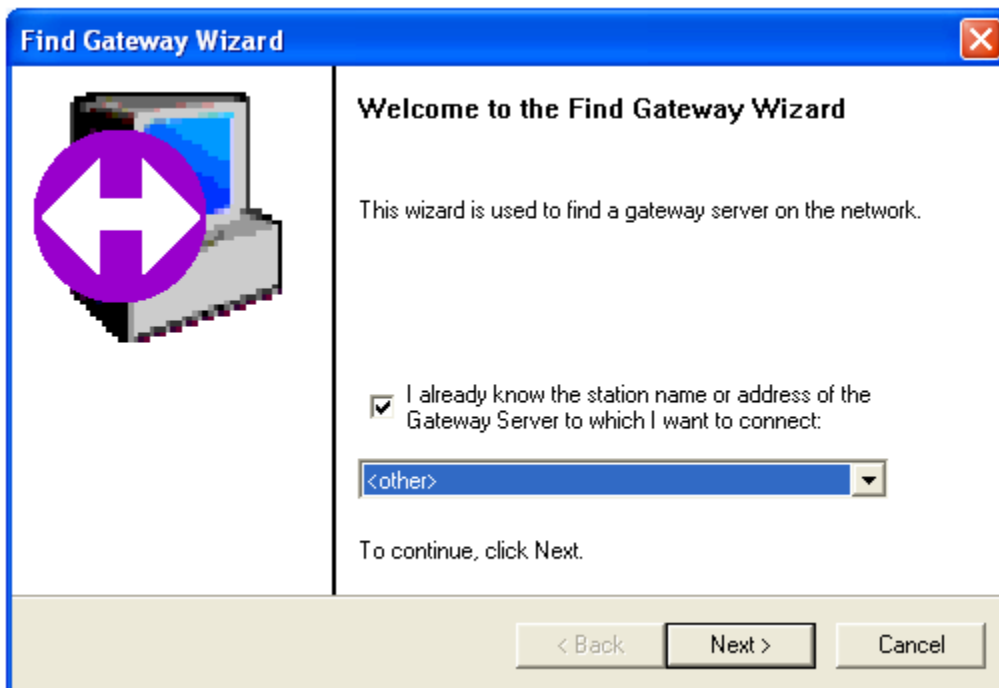 Find Gateway Wizard
Welcome to the Find Gateway Wizard
This wizard is used to find a gateway server on the network.
I already know the station name or address of the
Gateway Server to which I want to connect:
<other>
To continue, click Next.
< Back
Next >
Cancel